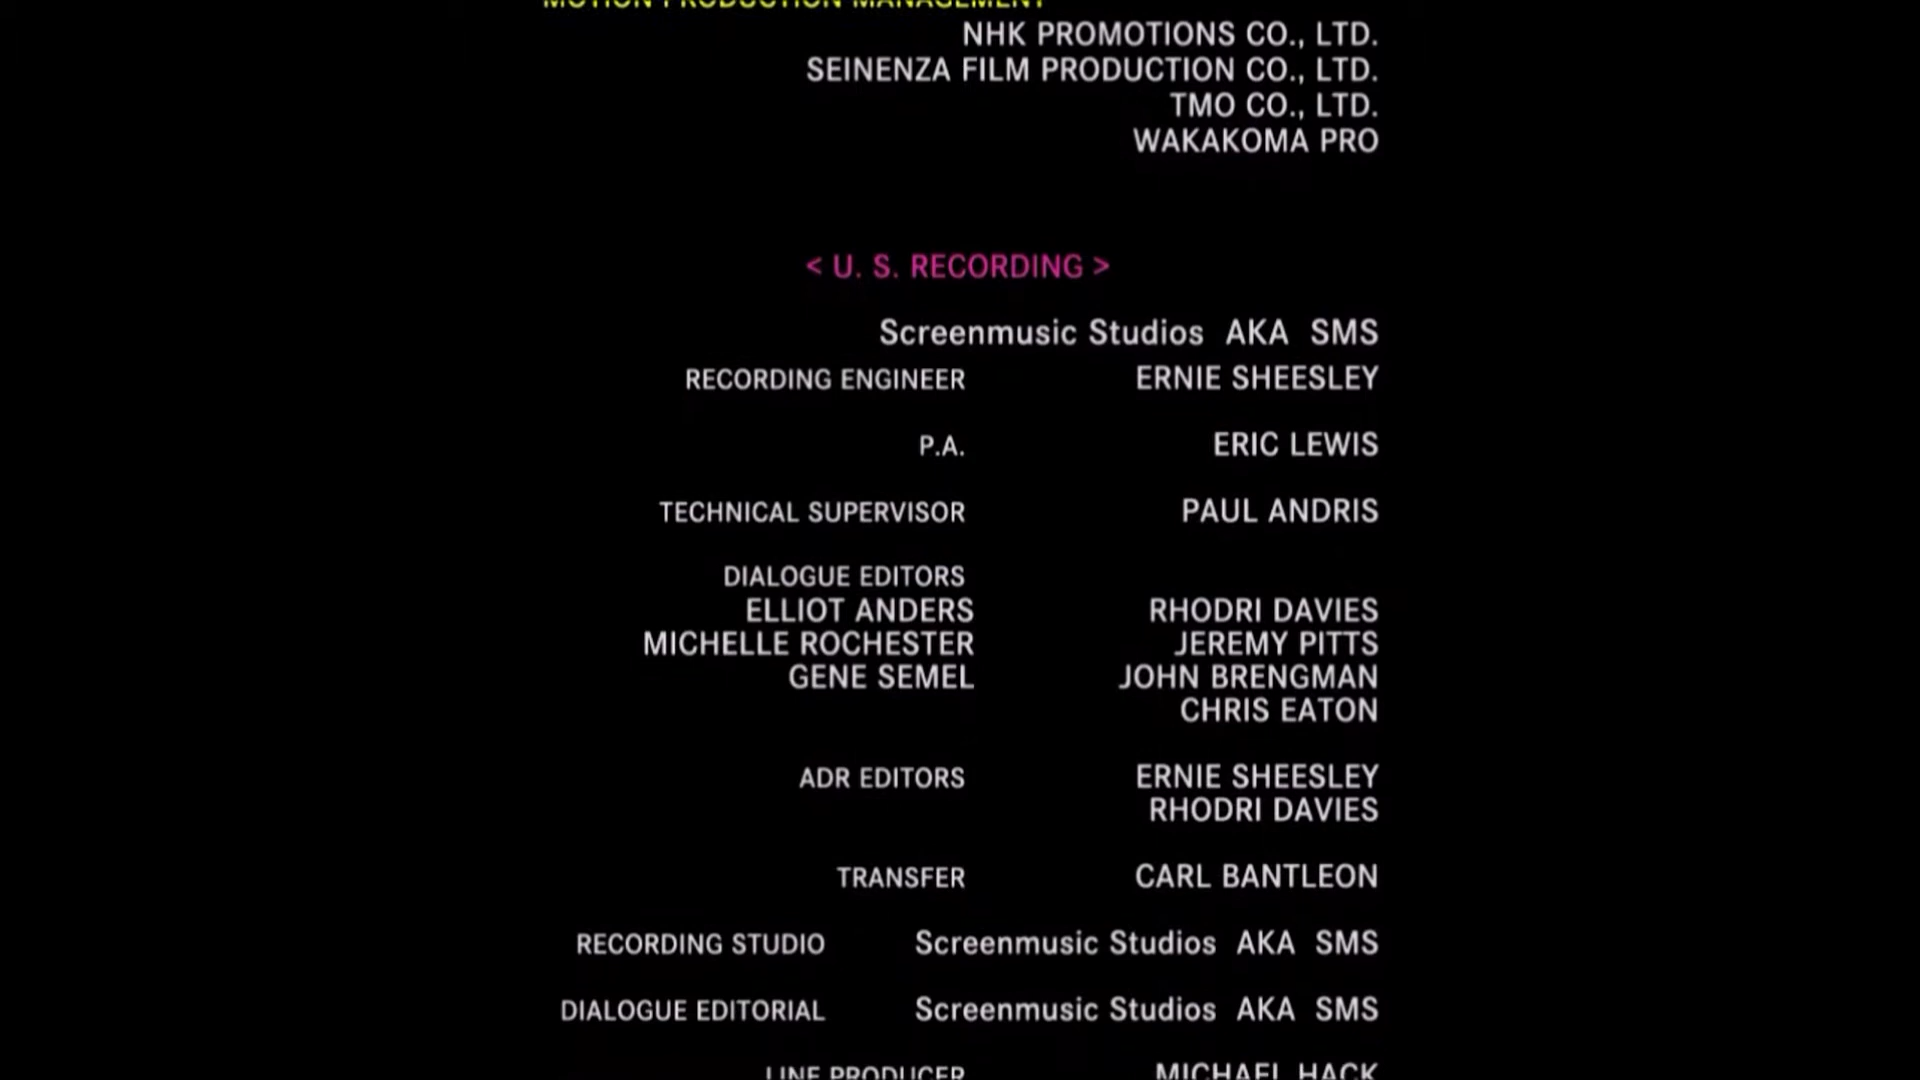 MOTION PRODUCTION MANAGEMENT
NHK PROMOTIONS CO., LTD.
SEINENZA FILM PRODUCTION CO., LTD.
TMO CO., LTD.
WAKAKOMA PRO
< U. S. RECORDING >
Screenmusic Studios AKA SMS
RECORDING ENGINEER ERNIE SHEESLEY
P.A. ERIC LEWIS
TECHNICAL SUPERVISOR PAUL ANDRIS
DIALOGUE EDITORS
ELLIOT ANDERS RHODRI DAVIES
MICHELLE ROCHESTER JEREMY PITTS
GENE SEMEL JOHN BRENGMAN
CHRIS EATON
ADR EDITORS ERNIE SHEESLEY
RHODRI DAVIES
TRANSFER CARL BANTLEON
RECORDING STUDIO Screenmusic Studios AKA SMS
DIALOGUE EDITORIAL Screenmusic Studios AKA SMS
LINE PRODUCER MICHAEL HACK